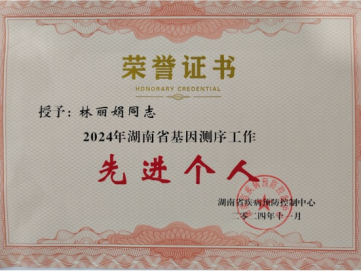 荣誉证书
HONORARY CREDENTIAL
授予：林丽娟同志
2024年湖南省基因测序工作
先进个人
湖南省疾病预防控制中心
二〇二四年十一月